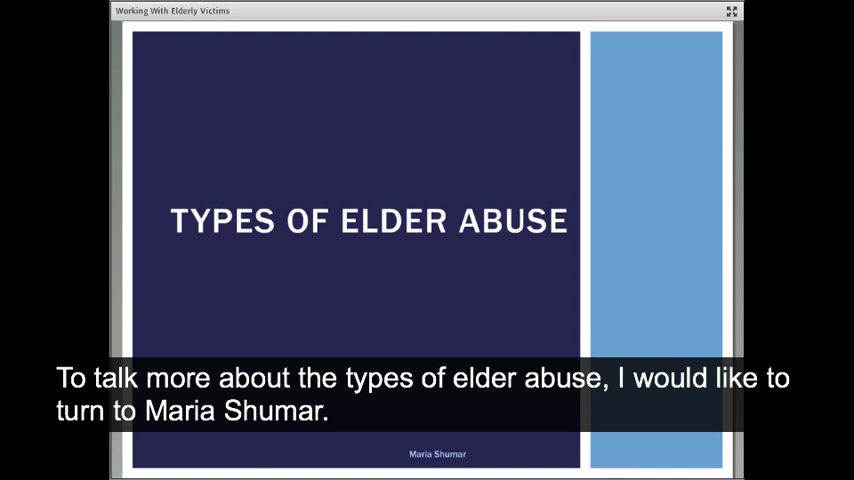 Working With Elderly Victims
TYPES OF ELDER ABUSE
To talk more about the types of elder abuse, I would like to
turn to Maria Shumar.
Maria Shumar